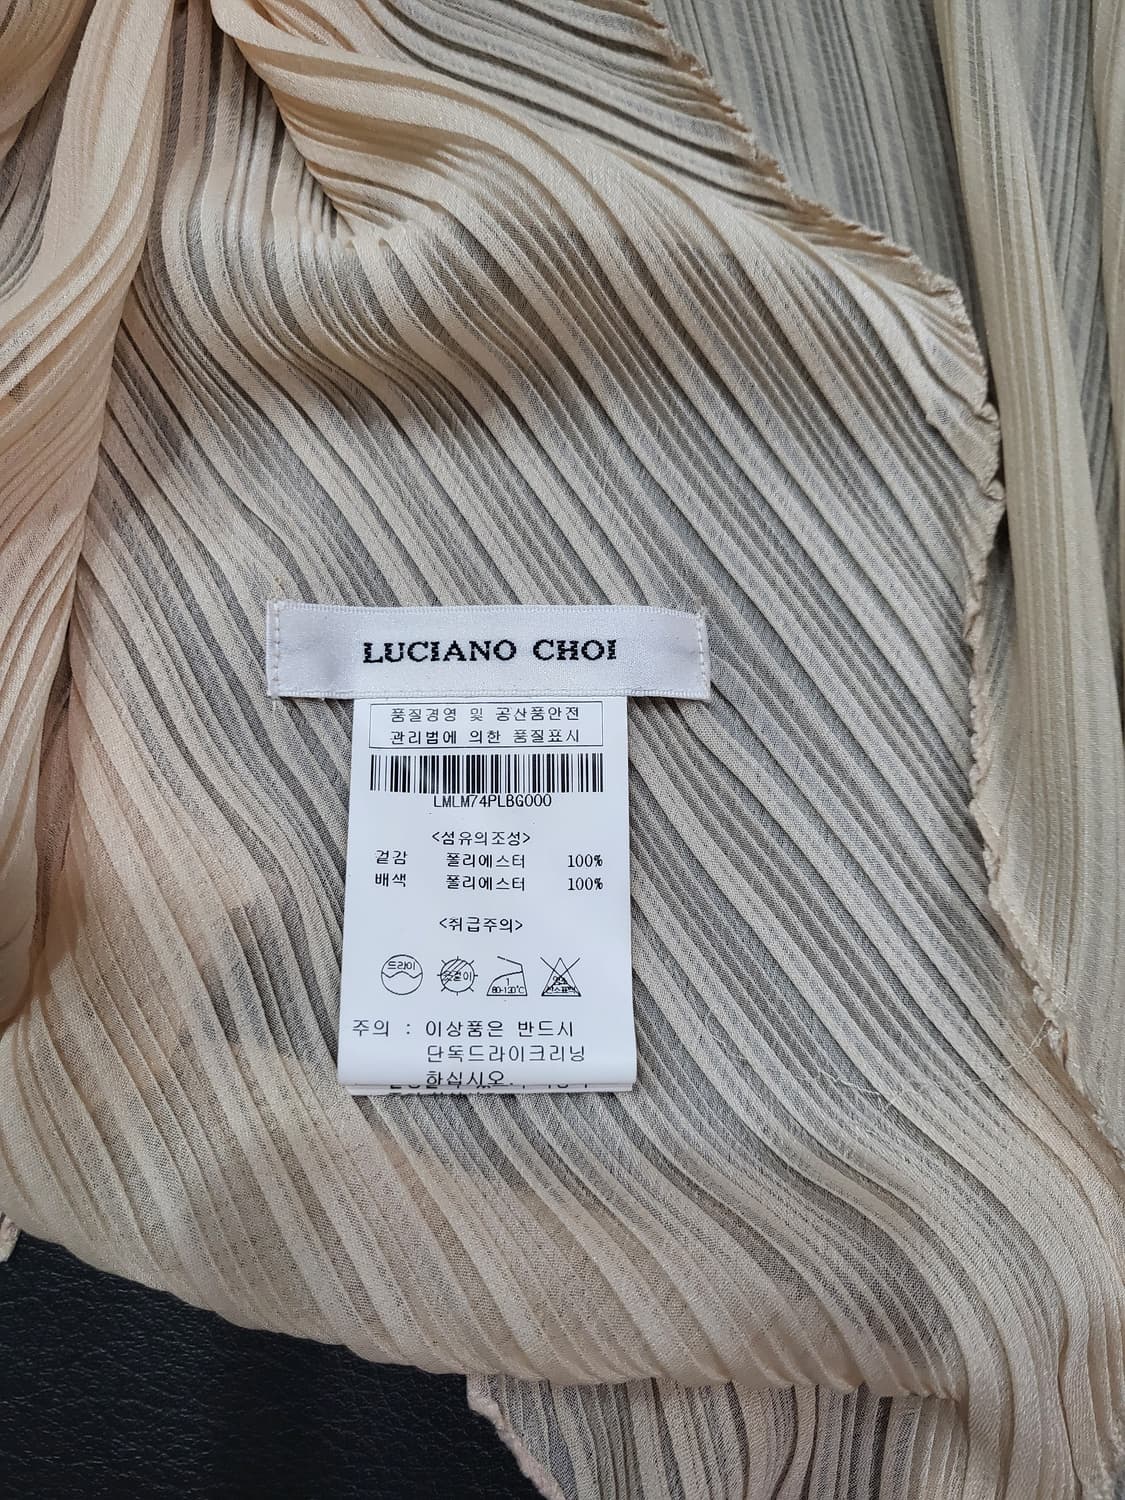 LUCIANO CHOI
품질경영 및 공산품안전
관리법에 의한 품질표시
LMLM74PLBG000
<섬유의조성>
겉감 폴리에스터 100%
배색 폴리에스터 100%
<취급주의>
드라이
80-120℃
주의 : 이상품은 반드시
단독드라이크리닝
하십시오.